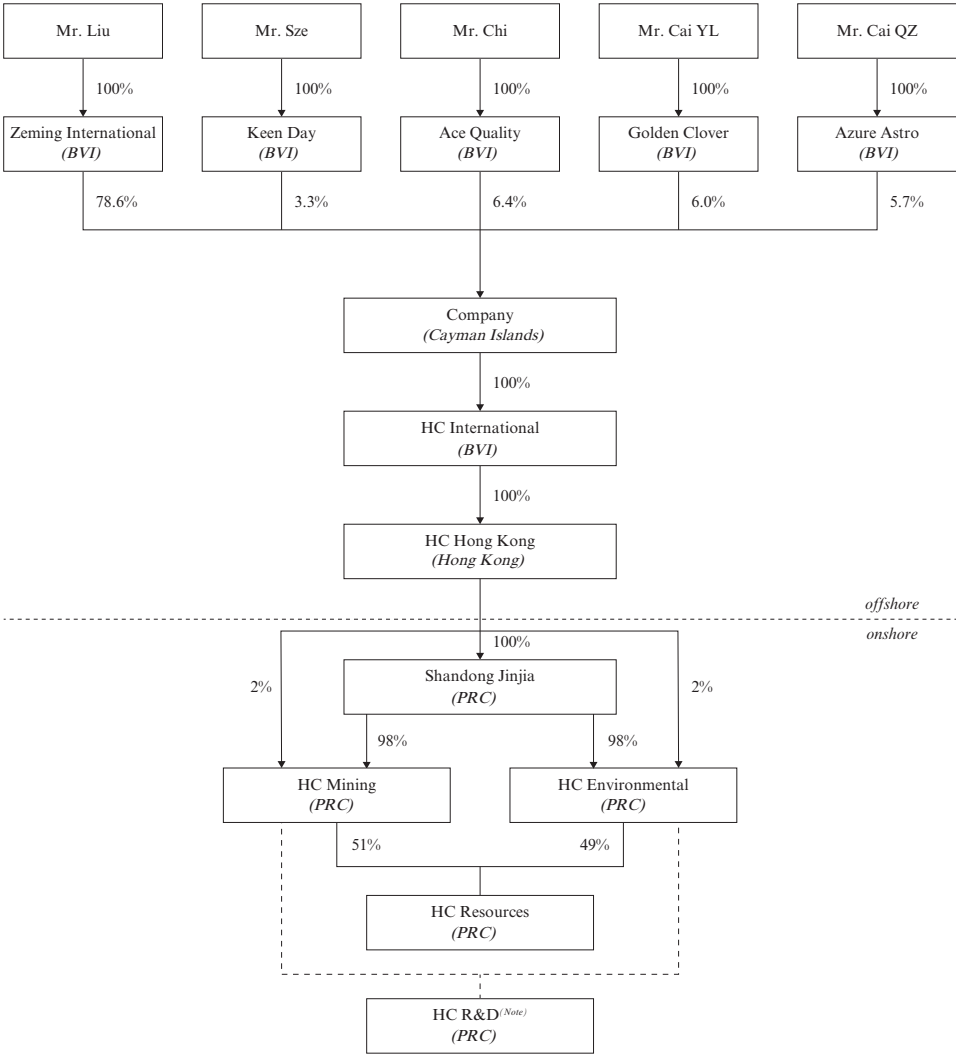 Mr. Liu
Mr. Sze
Mr. Chi
Mr. Cai YL
Mr. Cai QZ
100%
100%
100%
100%
100%
Zeming International
(BVI)
Keen Day
(BVI)
Ace Quality
(BVI)
Golden Clover
(BVI)
Azure Astro
(BVI)
78.6%
3.3%
6.4%
6.0%
5.7%
Company
(Cayman Islands)
100%
HC International
(BVI)
100%
HC Hong Kong
(Hong Kong)
offshore
onshore
100%
Shandong Jinjia
(PRC)
2%
2%
98%
98%
HC Mining
(PRC)
HC Environmental
(PRC)
51%
49%
HC Resources
(PRC)
HC R&D(Note)
(PRC)